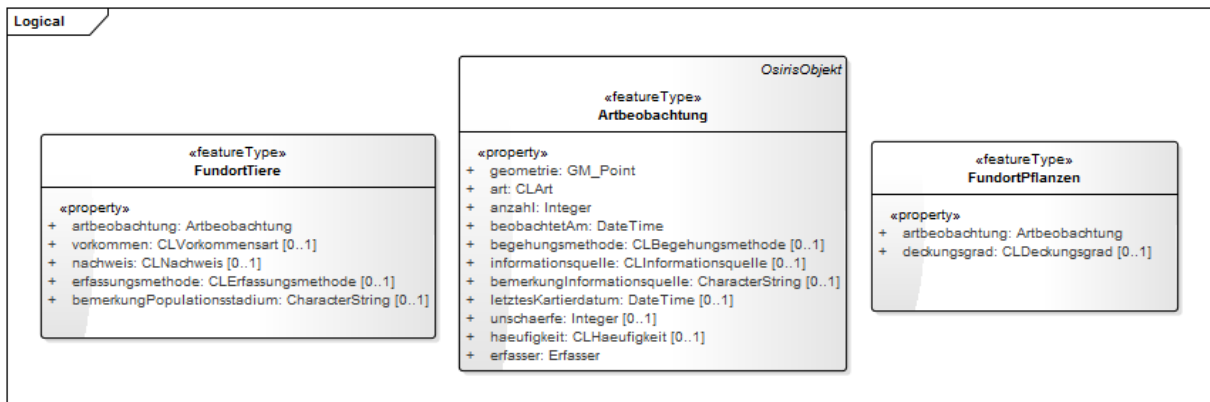 Logical
«featureType»
FundortTiere
«property»
+ artbeobachtung: Artbeobachtung
+ vorkommen: CLVorkommensart [0..1]
+ nachweis: CLNachweis [0..1]
+ erfassungsmethode: CLErfassungsmethode [0..1]
+ bemerkungPopulationsstadium: CharacterString [0..1]
OsirisObjekt
«featureType»
Artbeobachtung
«property»
+ geometrie: GM_Point
+ art: CLArt
+ anzahl: Integer
+ beobachtetAm: DateTime
+ begehungsmethode: CLBegehungsmethode [0..1]
+ informationsquelle: CLInformationsquelle [0..1]
+ bemerkungInformationsquelle: CharacterString [0..1]
+ letztesKartierdatum: DateTime [0..1]
+ unschaerfe: Integer [0..1]
+ haeufigkeit: CLHaeufigkeit [0..1]
+ erfasser: Erfasser
«featureType»
FundortPflanzen
«property»
+ artbeobachtung: Artbeobachtung
+ deckungsgrad: CLDeckungsgrad [0..1]